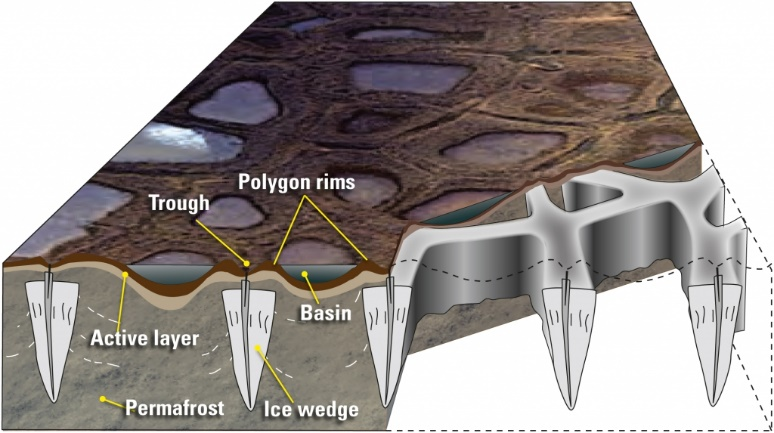 Polygon rims
Trough
Basin
Active layer
Permafrost
Ice wedge